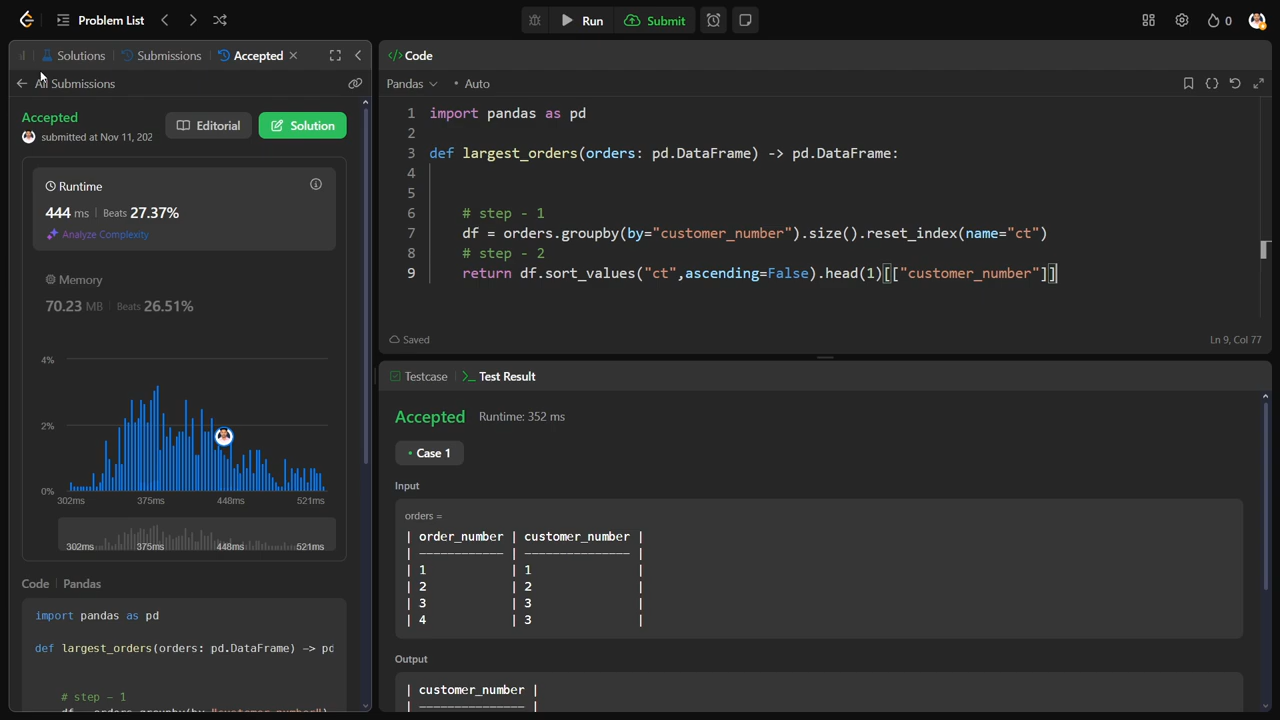 Problem List
Run
Submit
0
Solutions
Submissions
Accepted
All Submissions
Accepted
submitted at Nov 11, 202
Editorial
Solution
Runtime
444 ms | Beats 27.37%
Analyze Complexity
Memory
70.23 MB | Beats 26.51%
4%
2%
0%
302ms 375ms 448ms 521ms
302ms 375ms 448ms 521ms
Code | Pandas
import pandas as pd
def largest_orders(orders: pd.DataFrame) -> pd
# step - 1
df = orders.groupby(by="customer_number")
</> Code
Pandas • Auto
1 import pandas as pd
2
3 def largest_orders(orders: pd.DataFrame) -> pd.DataFrame:
4
5
6 # step - 1
7 df = orders.groupby(by="customer_number").size().reset_index(name="ct")
8 # step - 2
9 return df.sort_values("ct",ascending=False).head(1)[["customer_number"]]
Saved
Ln 9, Col 77
Testcase
Test Result
Accepted Runtime: 352 ms
• Case 1
Input
orders =
| order_number | customer_number |
| ------------ | --------------- |
| 1 | 1 |
| 2 | 2 |
| 3 | 3 |
| 4 | 3 |
Output
| customer_number |
| --------------- |